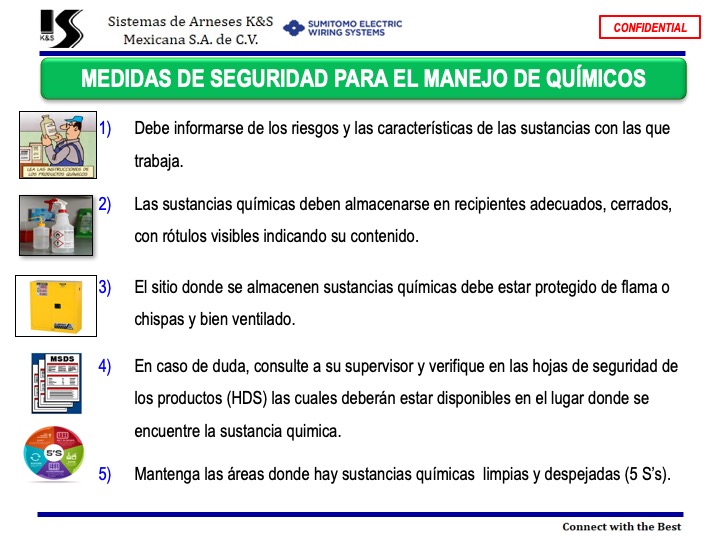 K&S
Sistemas de Arneses K&S
Mexicana S.A. de C.V.
SUMITOMO ELECTRIC
WIRING SYSTEMS
CONFIDENTIAL
MEDIDAS DE SEGURIDAD PARA EL MANEJO DE QUÍMICOS
LEA LAS INSTRUCCIONES DE
LOS PRODUCTOS QUÍMICOS
1) Debe informarse de los riesgos y las características de las sustancias con las que
trabaja.
2) Las sustancias químicas deben almacenarse en recipientes adecuados, cerrados,
con rótulos visibles indicando su contenido.
3) El sitio donde se almacenen sustancias químicas debe estar protegido de flama o
chispas y bien ventilado.
MSDS
4) En caso de duda, consulte a su supervisor y verifique en las hojas de seguridad de
los productos (HDS) las cuales deberán estar disponibles en el lugar donde se
encuentre la sustancia quimica.
5'S
5) Mantenga las áreas donde hay sustancias químicas  limpias y despejadas (5 S's).
Connect with the Best